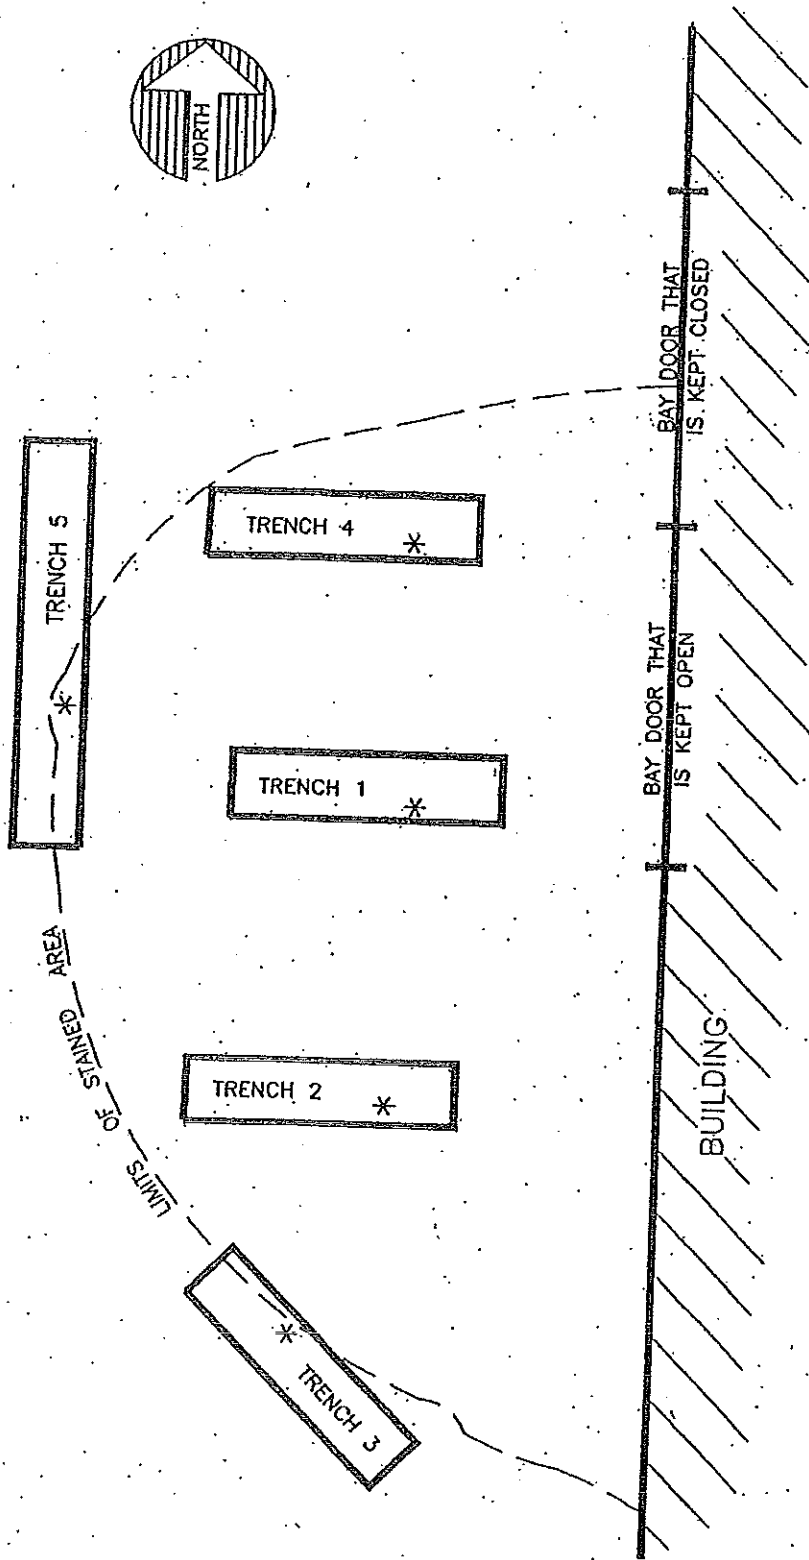 NORTH
BAY DOOR THAT
IS KEPT CLOSED
TRENCH 5
TRENCH 4
BAY DOOR THAT
IS KEPT OPEN
TRENCH 1
LIMITS OF STAINED AREA
TRENCH 2
BUILDING
TRENCH 3